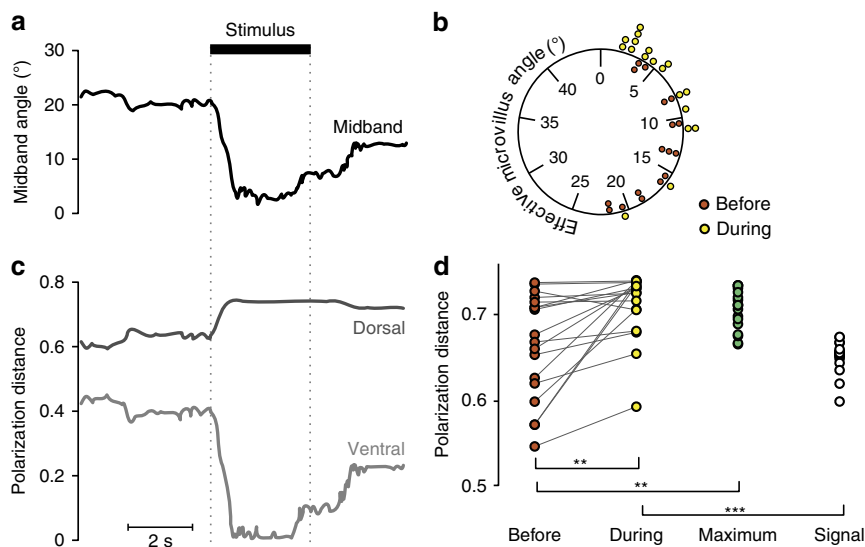 a
Stimulus
30
20
10
0
Midband angle (°)
Midband
b
Effective microvillus angle (°)
0
5
10
15
20
25
30
35
40
Before
During
c
0.8
0.6
0.4
0.2
0
Polarization distance
Dorsal
Ventral
2 s
d
0.7
0.6
0.5
Polarization distance
**
**
***
Before During Maximum Signal